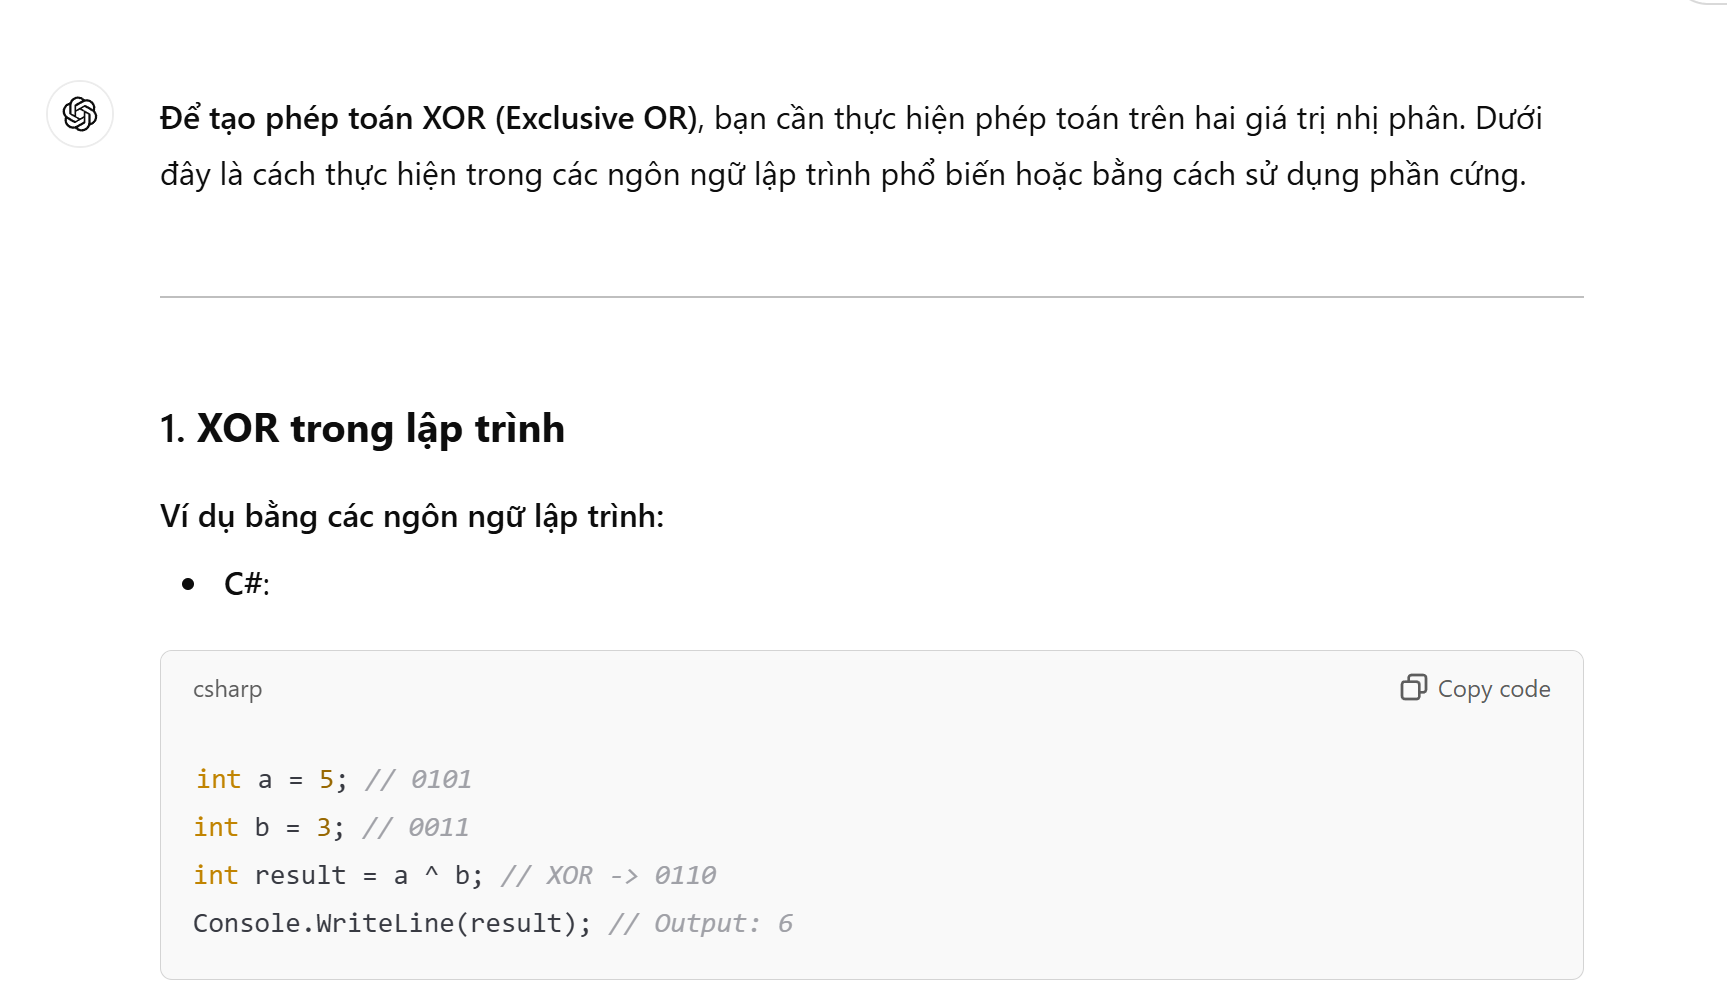 Để tạo phép toán XOR (Exclusive OR), bạn cần thực hiện phép toán trên hai giá trị nhị phân. Dưới
đây là cách thực hiện trong các ngôn ngữ lập trình phổ biến hoặc bằng cách sử dụng phần cứng.
1. XOR trong lập trình
Ví dụ bằng các ngôn ngữ lập trình:
• C#:
csharp Copy code
int a = 5; // 0101
int b = 3; // 0011
int result = a ^ b; // XOR -> 0110
Console.WriteLine(result); // Output: 6